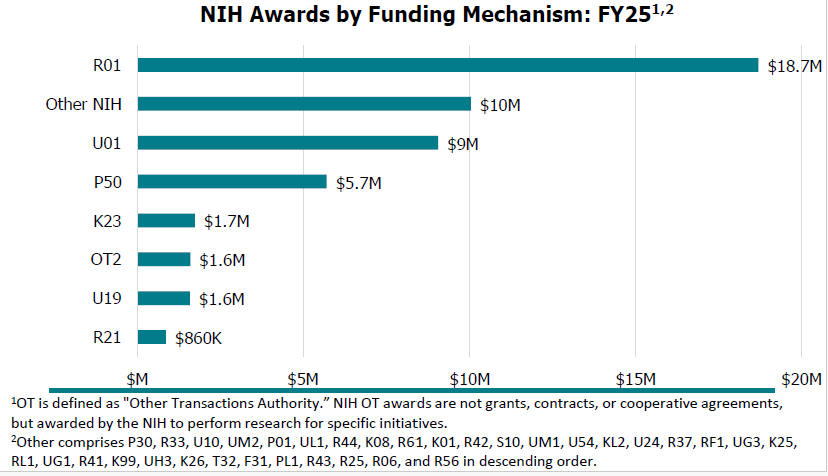 NIH Awards by Funding Mechanism: FY25¹,²
R01 $18.7M
Other NIH $10M
U01 $9M
P50 $5.7M
K23 $1.7M
OT2 $1.6M
U19 $1.6M
R21 $860K
$M $5M $10M $15M $20M
¹OT is defined as "Other Transactions Authority.” NIH OT awards are not grants, contracts, or cooperative agreements,
but awarded by the NIH to perform research for specific initiatives.
²Other comprises P30, R33, U10, UM2, P01, UL1, R44, K08, R61, K01, R42, S10, UM1, U54, KL2, U24, R37, RF1, UG3, K25,
RL1, UG1, R41, K99, UH3, K26, T32, F31, PL1, R43, R25, R06, and R56 in descending order.